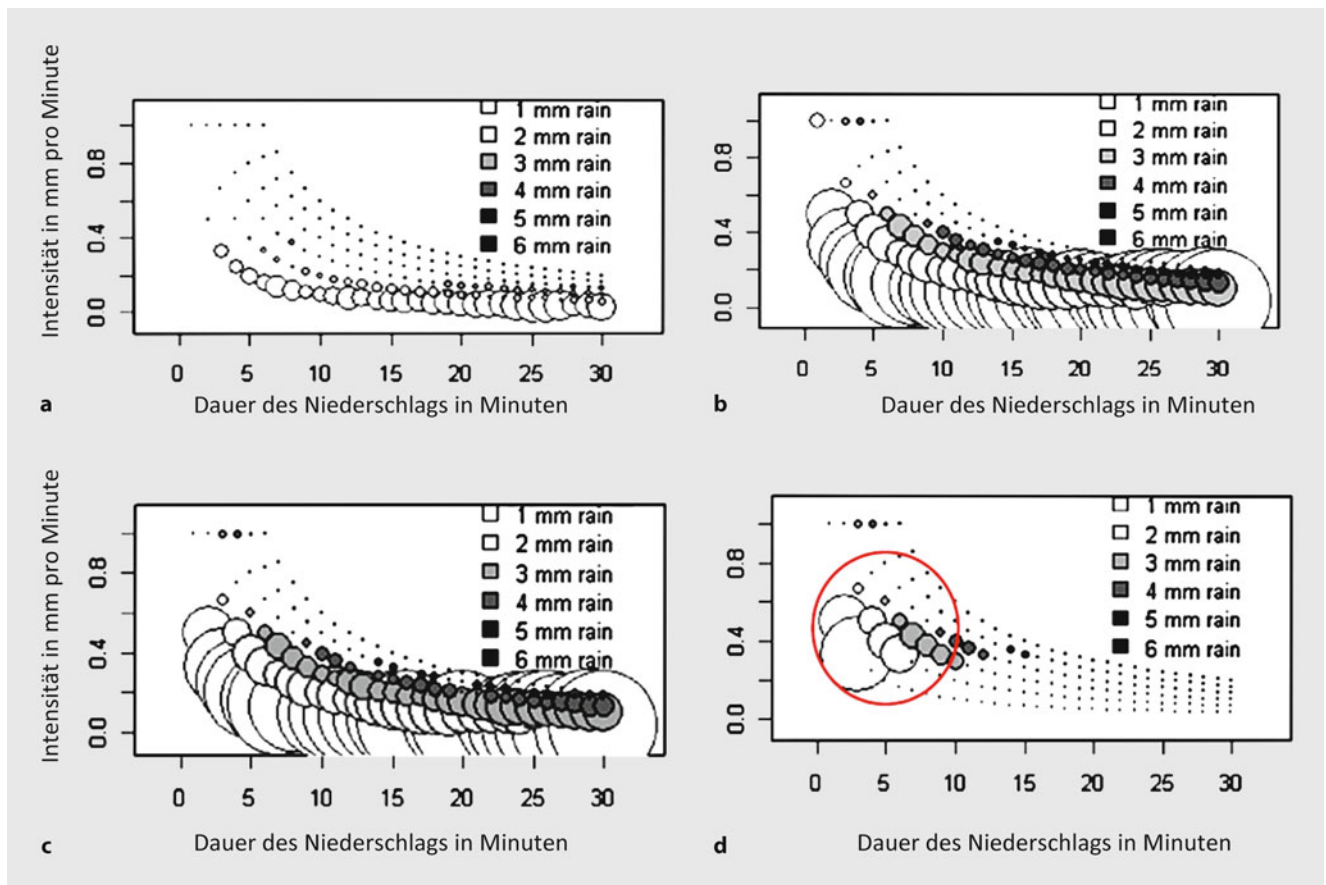 Intensität in mm pro Minute
0.8
0.4
0.0
1 mm rain
2 mm rain
3 mm rain
4 mm rain
5 mm rain
6 mm rain
0 5 10 15 20 25 30
a Dauer des Niederschlags in Minuten
0.8
0.4
0.0
1 mm rain
2 mm rain
3 mm rain
4 mm rain
5 mm rain
6 mm rain
0 5 10 15 20 25 30
b Dauer des Niederschlags in Minuten
Intensität in mm pro Minute
0.8
0.4
0.0
1 mm rain
2 mm rain
3 mm rain
4 mm rain
5 mm rain
6 mm rain
0 5 10 15 20 25 30
c Dauer des Niederschlags in Minuten
0.8
0.4
0.0
1 mm rain
2 mm rain
3 mm rain
4 mm rain
5 mm rain
6 mm rain
0 5 10 15 20 25 30
d Dauer des Niederschlags in Minuten